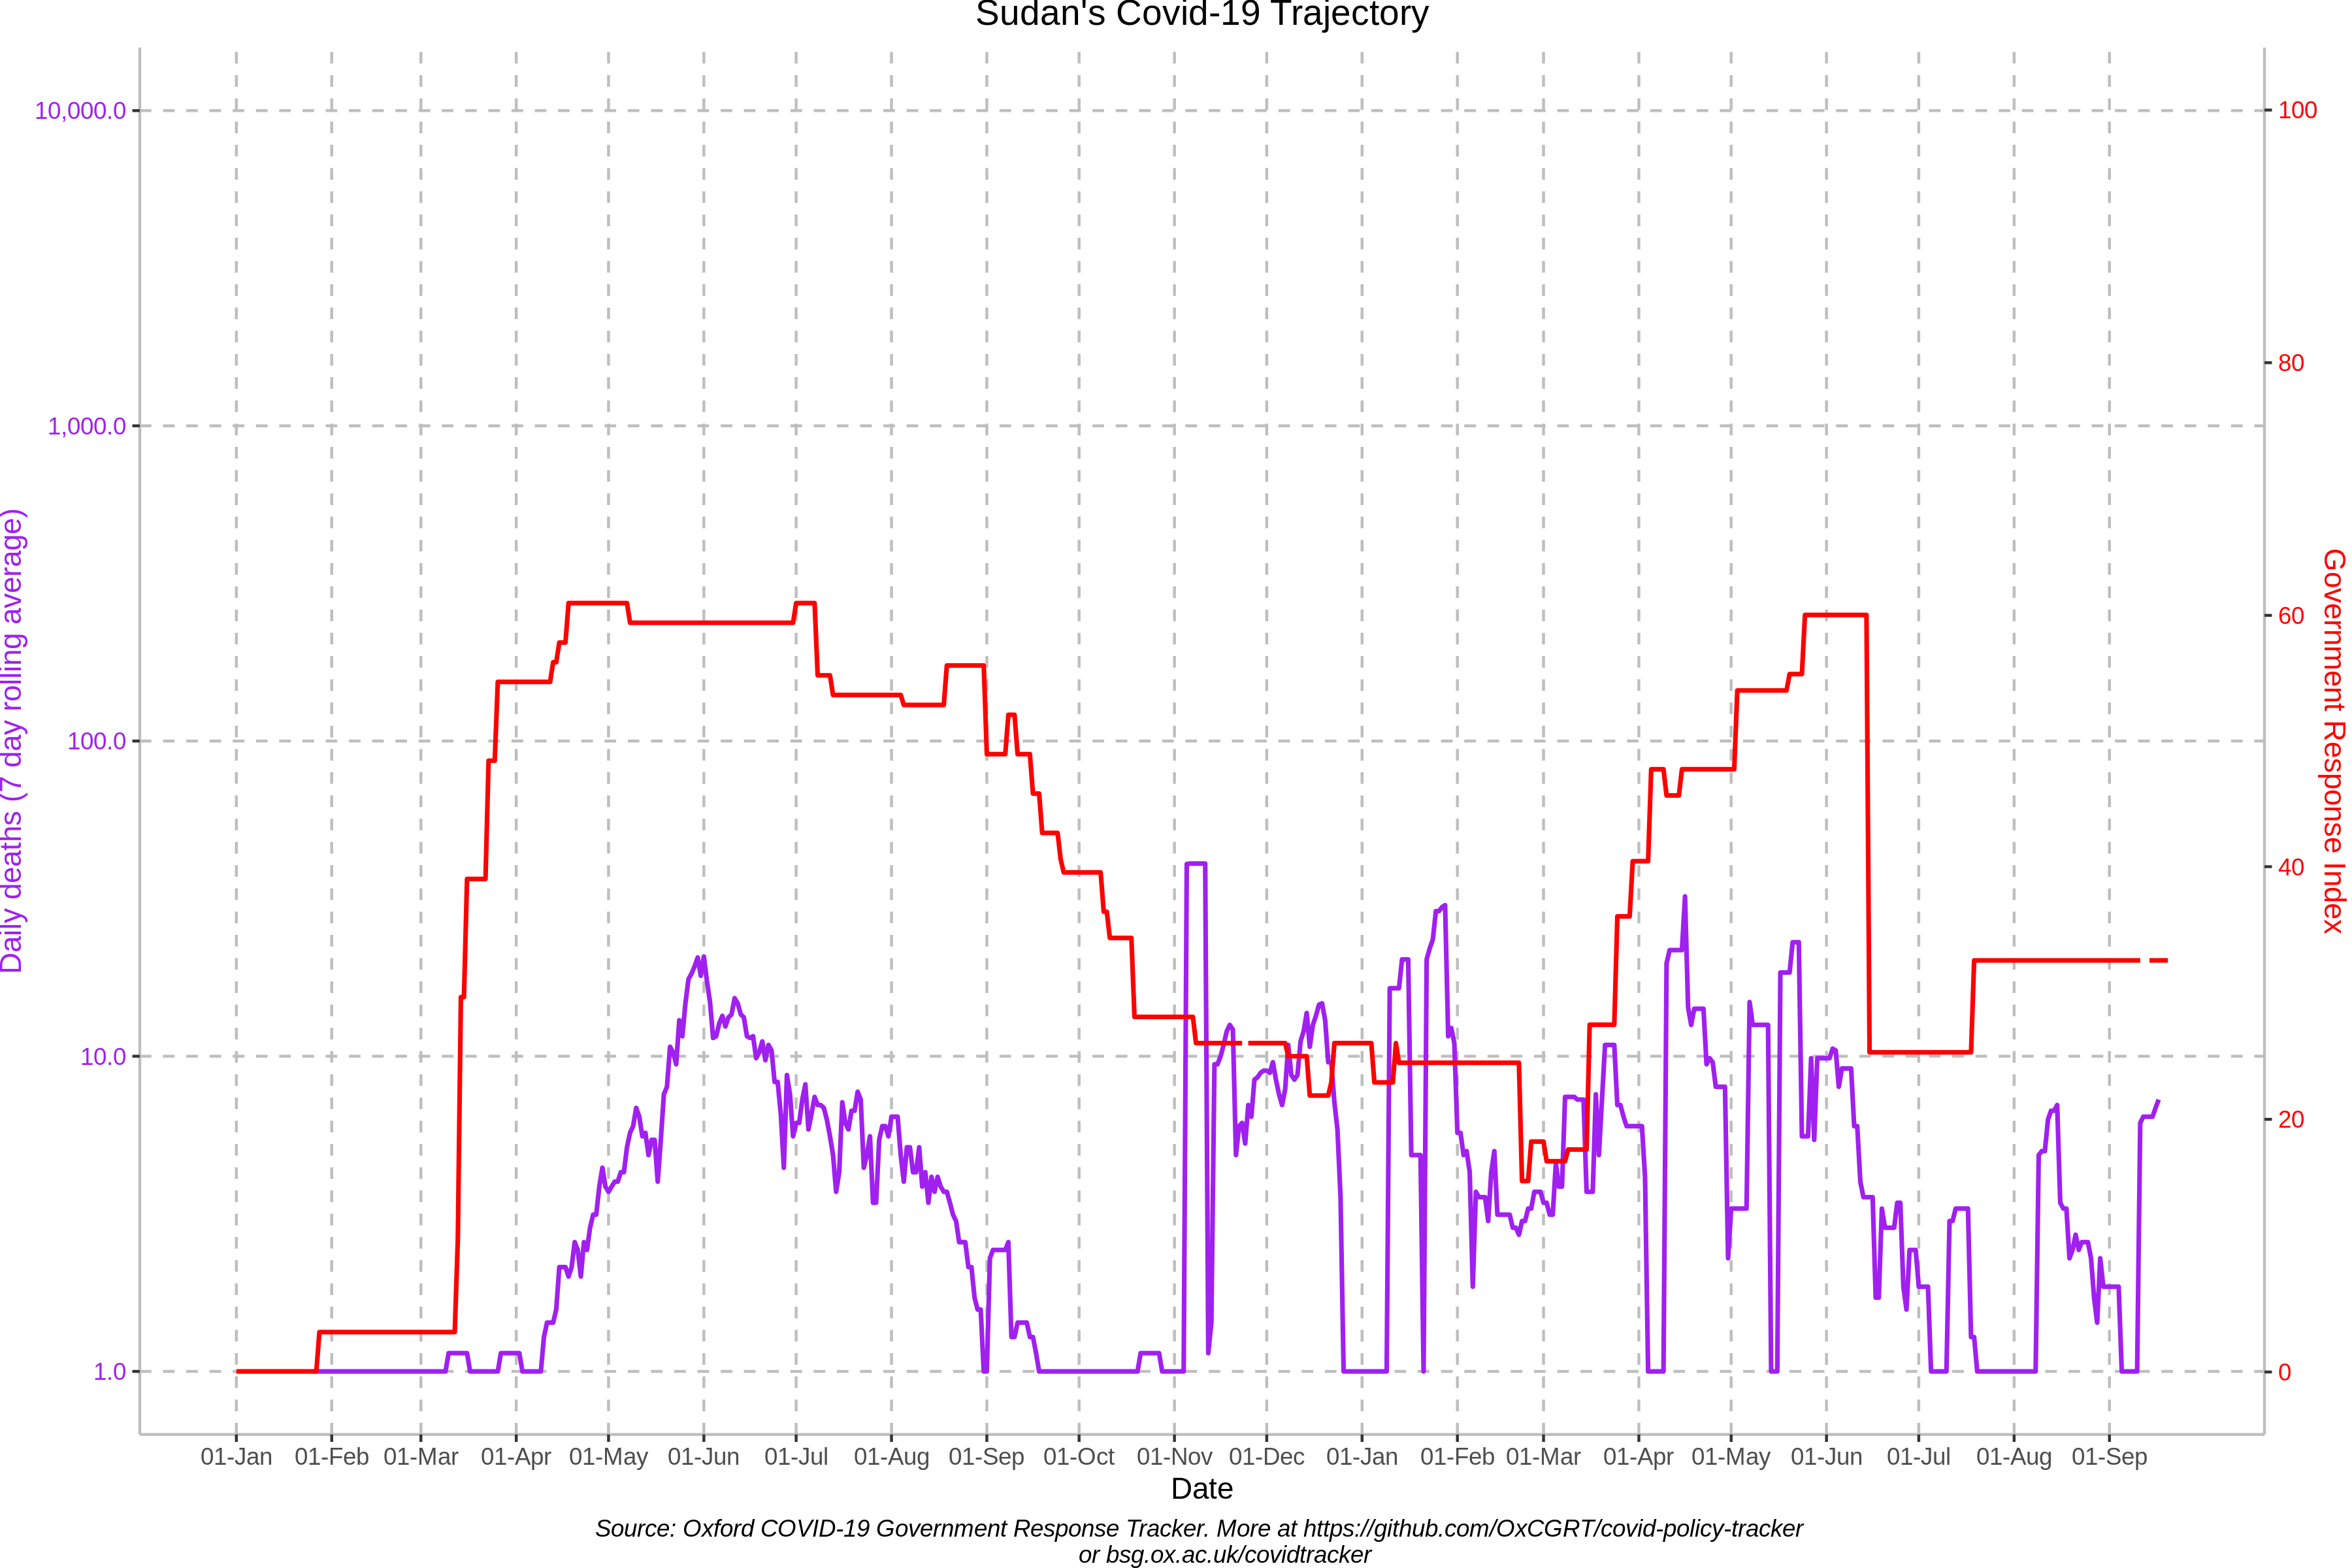 Sudan's Covid-19 Trajectory
10,000.0
1,000.0
100.0
10.0
1.0
Daily deaths (7 day rolling average)
100
80
60
40
20
0
Government Response Index
01-Jan 01-Feb 01-Mar 01-Apr 01-May 01-Jun 01-Jul 01-Aug 01-Sep 01-Oct 01-Nov 01-Dec 01-Jan 01-Feb 01-Mar 01-Apr 01-May 01-Jun 01-Jul 01-Aug 01-Sep
Date
Source: Oxford COVID-19 Government Response Tracker. More at https://github.com/OxCGRT/covid-policy-tracker
or bsg.ox.ac.uk/covidtracker